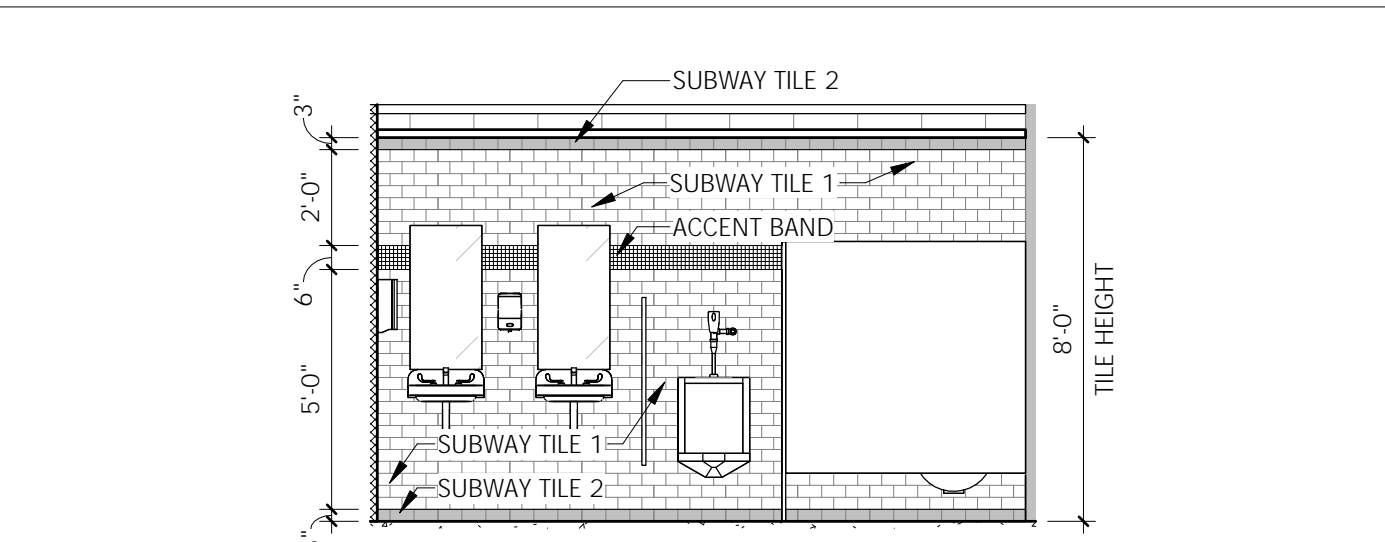 SUBWAY TILE 2
3"
SUBWAY TILE 1
2'-0"
ACCENT BAND
6"
8'-0"
TILE HEIGHT
5'-0"
SUBWAY TILE 1
SUBWAY TILE 2